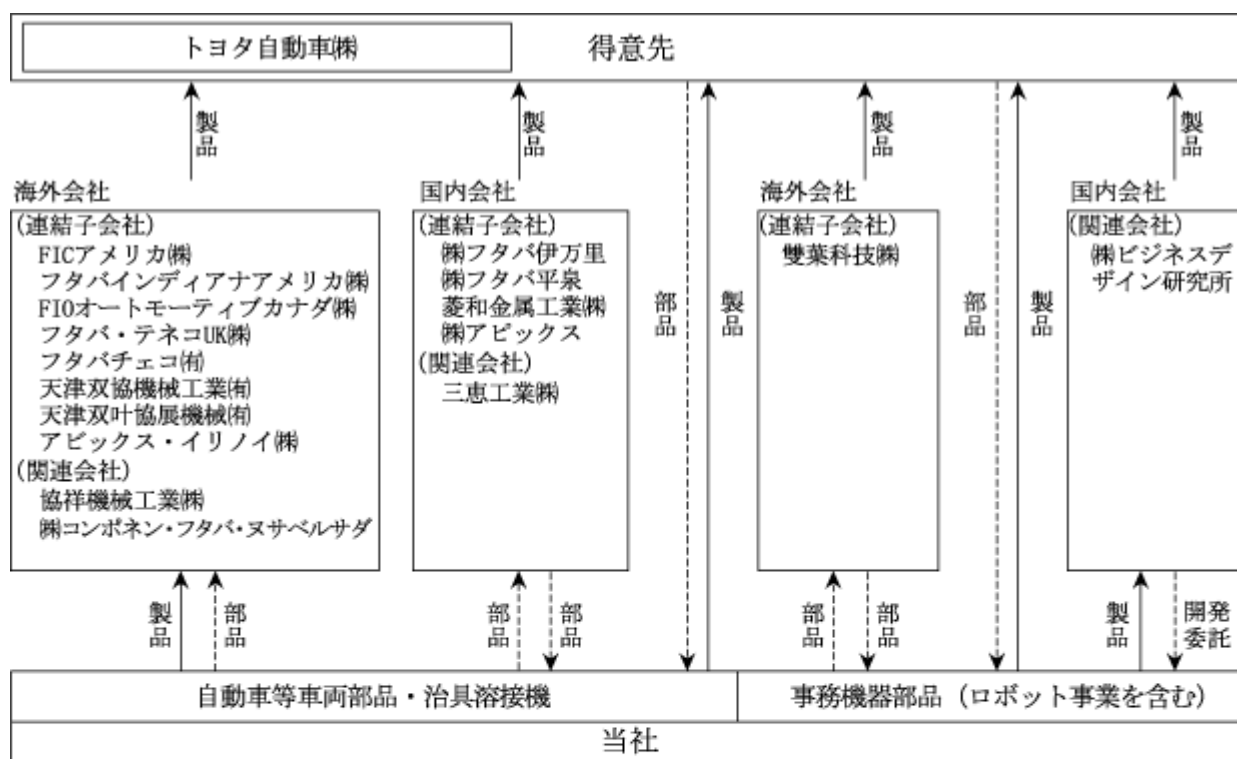 トヨタ自動車㈱
得意先
製品
製品
製品
製品
海外会社
(連結子会社)
FICアメリカ㈱
フタバインディアナアメリカ㈱
FIOオートモーティブカナダ㈱
フタバ・テネコUK㈱
フタバチェコ㈲
天津双協機械工業㈲
天津双叶協展機械㈲
アピックス・イリノイ㈱
(関連会社)
協祥機械工業㈱
㈱コンポネン・フタバ・ヌサペルサダ
国内会社
(連結子会社)
㈱フタバ伊万里
㈱フタバ平泉
菱和金属工業㈱
㈱アピックス
(関連会社)
三恵工業㈱
部品
製品
海外会社
(連結子会社)
雙葉科技㈱
部品
製品
国内会社
(関連会社)
㈱ビジネスデ
ザイン研究所
製品
部品
部品
部品
部品
部品
製品
開発
委託
自動車等車両部品・治具溶接機
事務機器部品（ロボット事業を含む）
当社